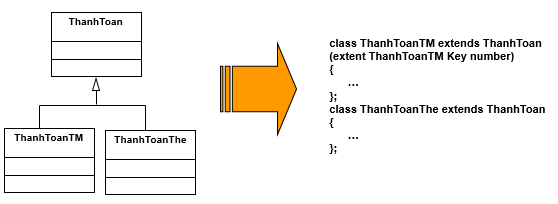 ThanhToan
ThanhToanTM
ThanhToanThe
class ThanhToanTM extends ThanhToan
(extent ThanhToanTM Key number)
{
...
};
class ThanhToanThe extends ThanhToan
{
...
};